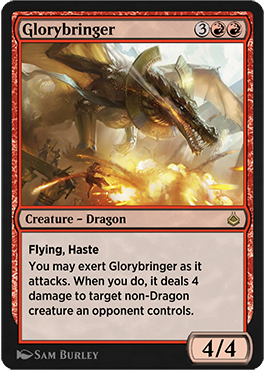 Glorybringer 3
Creature – Dragon
Flying, Haste
You may exert Glorybringer as it
attacks. When you do, it deals 4
damage to target non-Dragon
creature an opponent controls.
Sam Burley
4/4